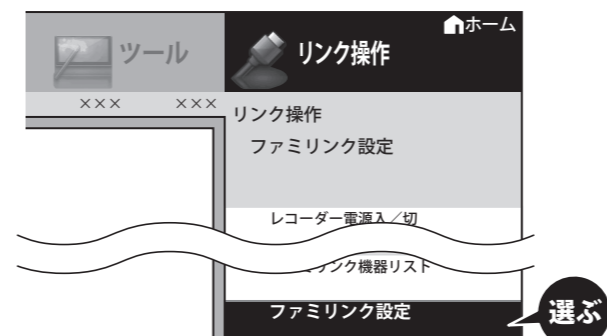 ホーム
ツール
リンク操作
××× ×××
リンク操作
ファミリンク設定
レコーダー電源入／切
リンク機器リスト
ファミリンク設定
選ぶ